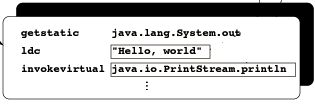 getstatic java.lang.System.out
ldc "Hello, world"
invokevirtual java.io.PrintStream.println
⋮